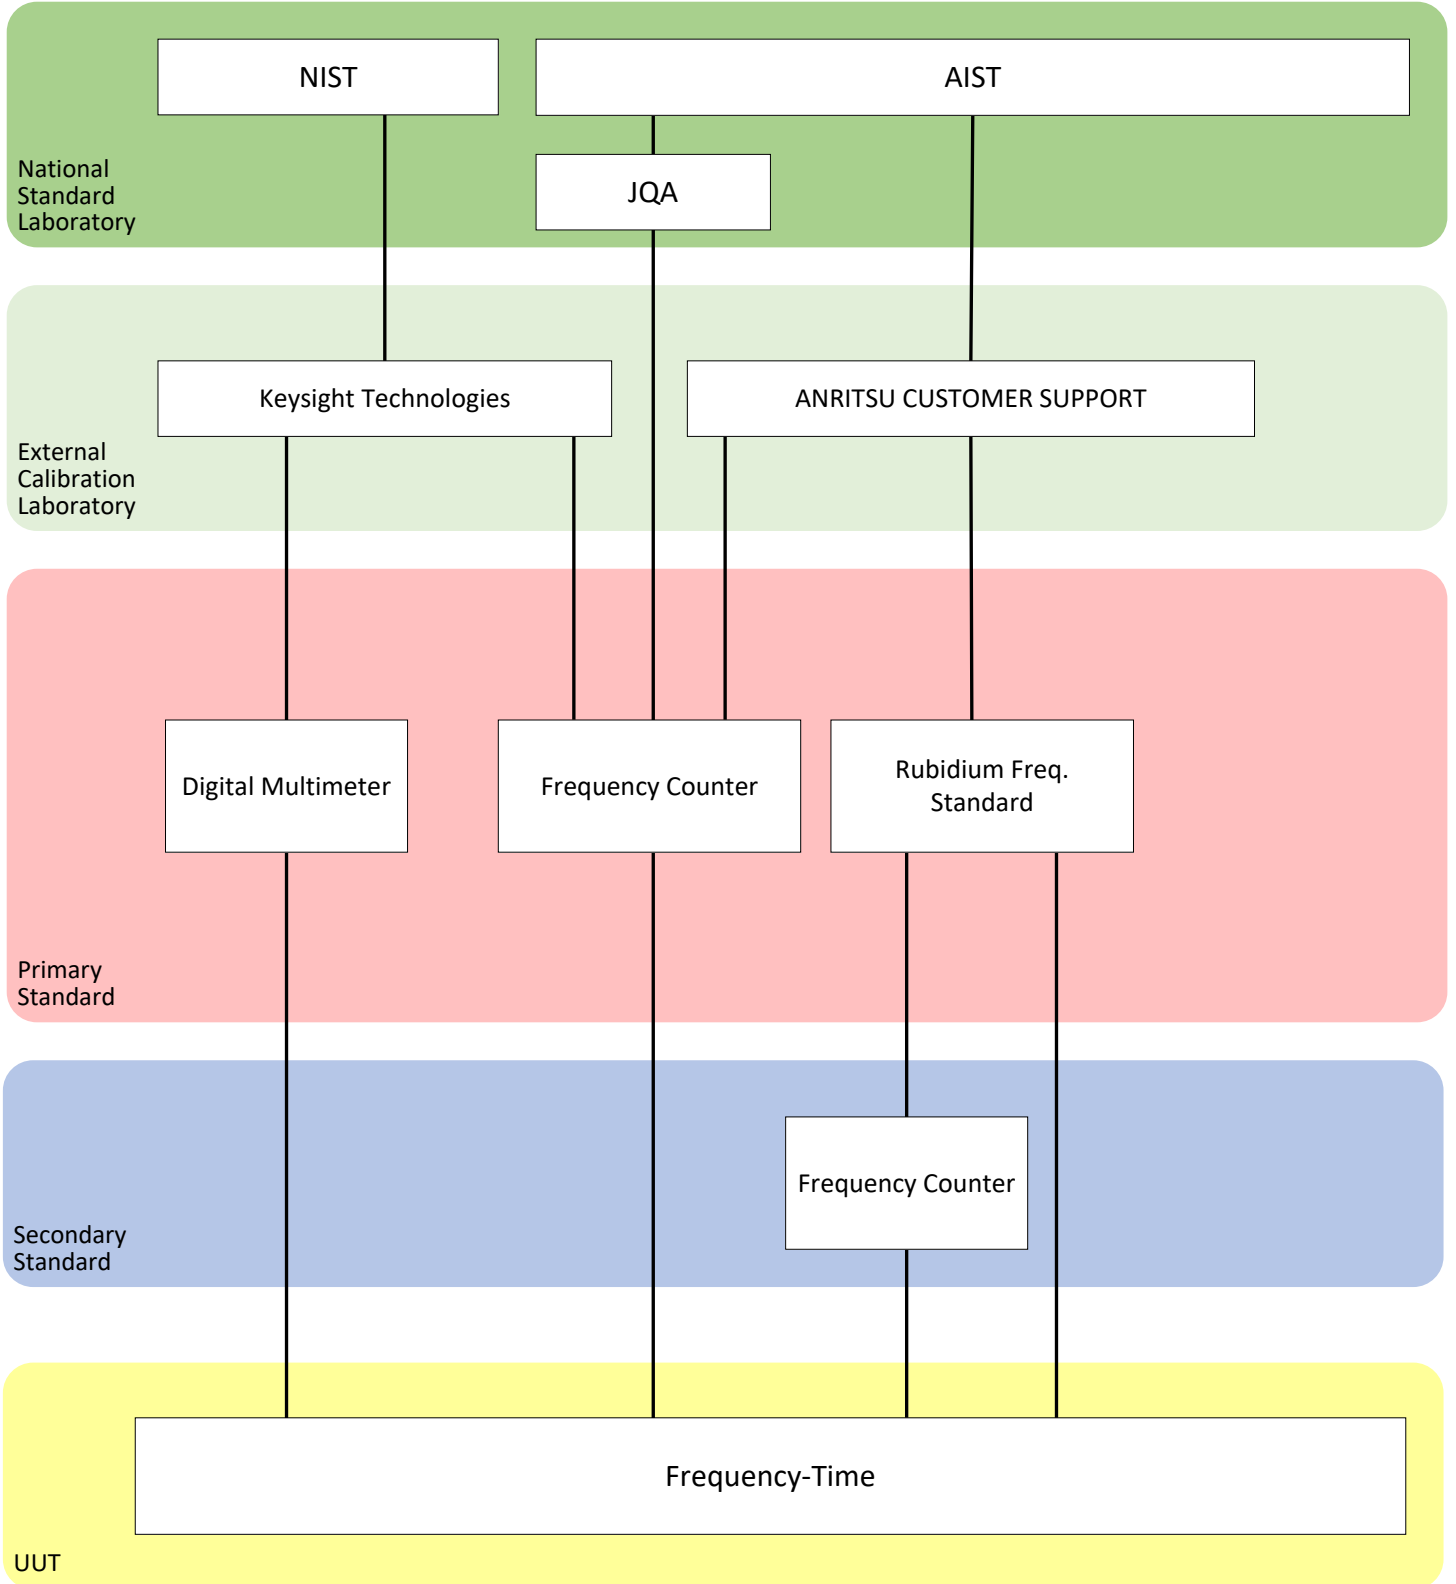 NIST
AIST
JQA
National
Standard
Laboratory
Keysight Technologies
ANRITSU CUSTOMER SUPPORT
External
Calibration
Laboratory
Digital Multimeter
Frequency Counter
Rubidium Freq.
Standard
Primary
Standard
Frequency Counter
Secondary
Standard
Frequency-Time
UUT